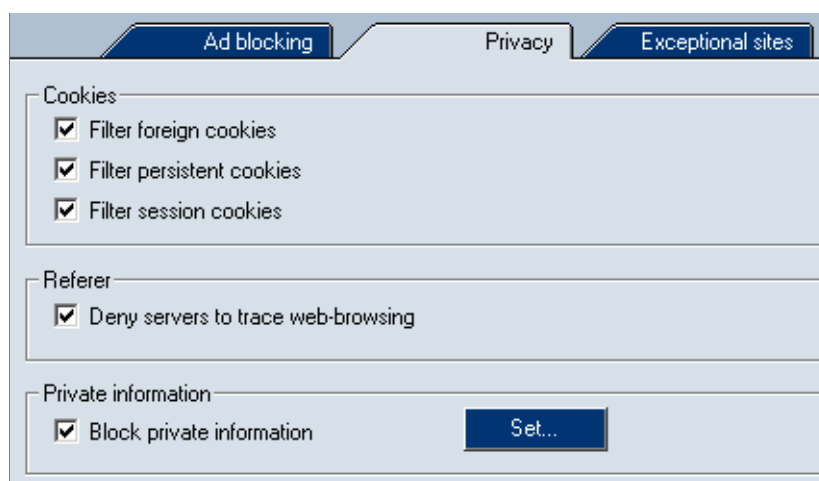 Ad blocking Privacy Exceptional sites
Cookies
Filter foreign cookies
Filter persistent cookies
Filter session cookies
Referer
Deny servers to trace web-browsing
Private information
Block private information Set...